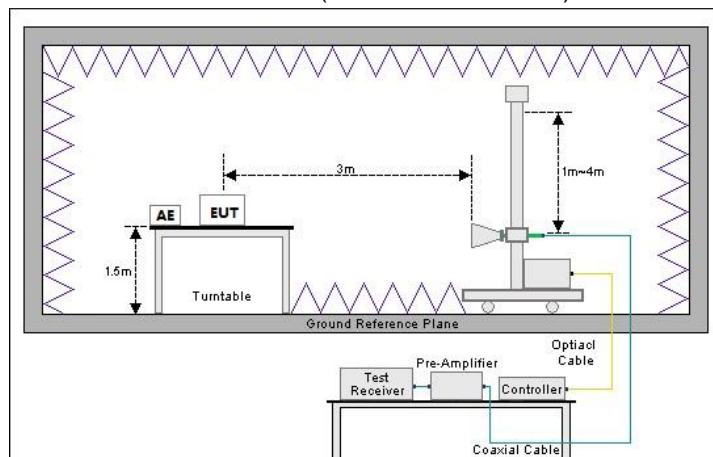 3m
1m~4m
AE
EUT
1.5m
Turntable
Ground Reference Plane
Optiacl
Cable
Pre-Amplifier
Test
Receiver
Controller
Coaxial Cable